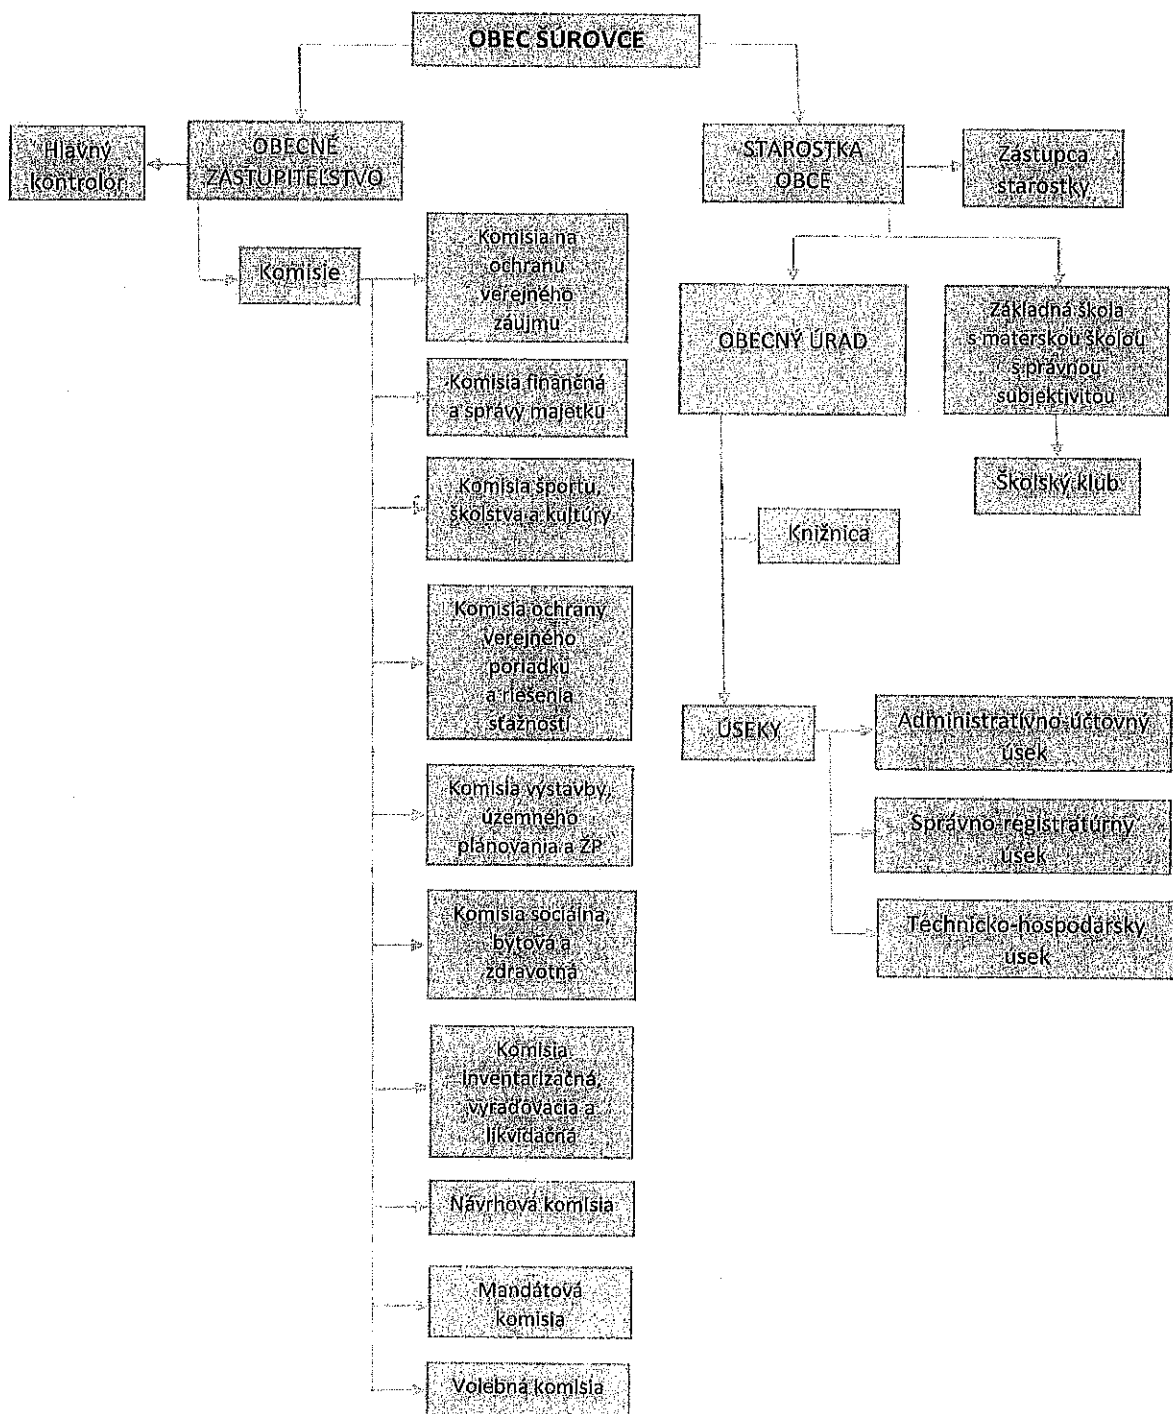 OBEC ŠÚROVCE
Hlavný
kontrolór
OBECNÉ
ZASTUPITEĽSTVO
STAROSTKA
OBCE
Zástupca
starostky
Komisie
Komisia na
ochranu
verejného
záujmu
Komisia finančná
a správy majetku
Komisia športu,
školstva a kultúry
Komisia ochrany
verejného
poriadku
a riešenia
sťažností
Komisia výstavby,
územného
plánovania a ŽP
Komisia sociálna,
bytová a
zdravotná
Komisia
inventarizačná,
vyraďovacia a
likvidačná
Návrhová komisia
Mandátová
komisia
Volebná komisia
OBECNÝ ÚRAD
Základná škola
s materskou školou
s právnou
subjektivitou
Školský klub
Knižnica
ÚSEKY
Administratívno-účtovný
úsek
Správno-registratúrny
úsek
Technicko-hospodársky
úsek